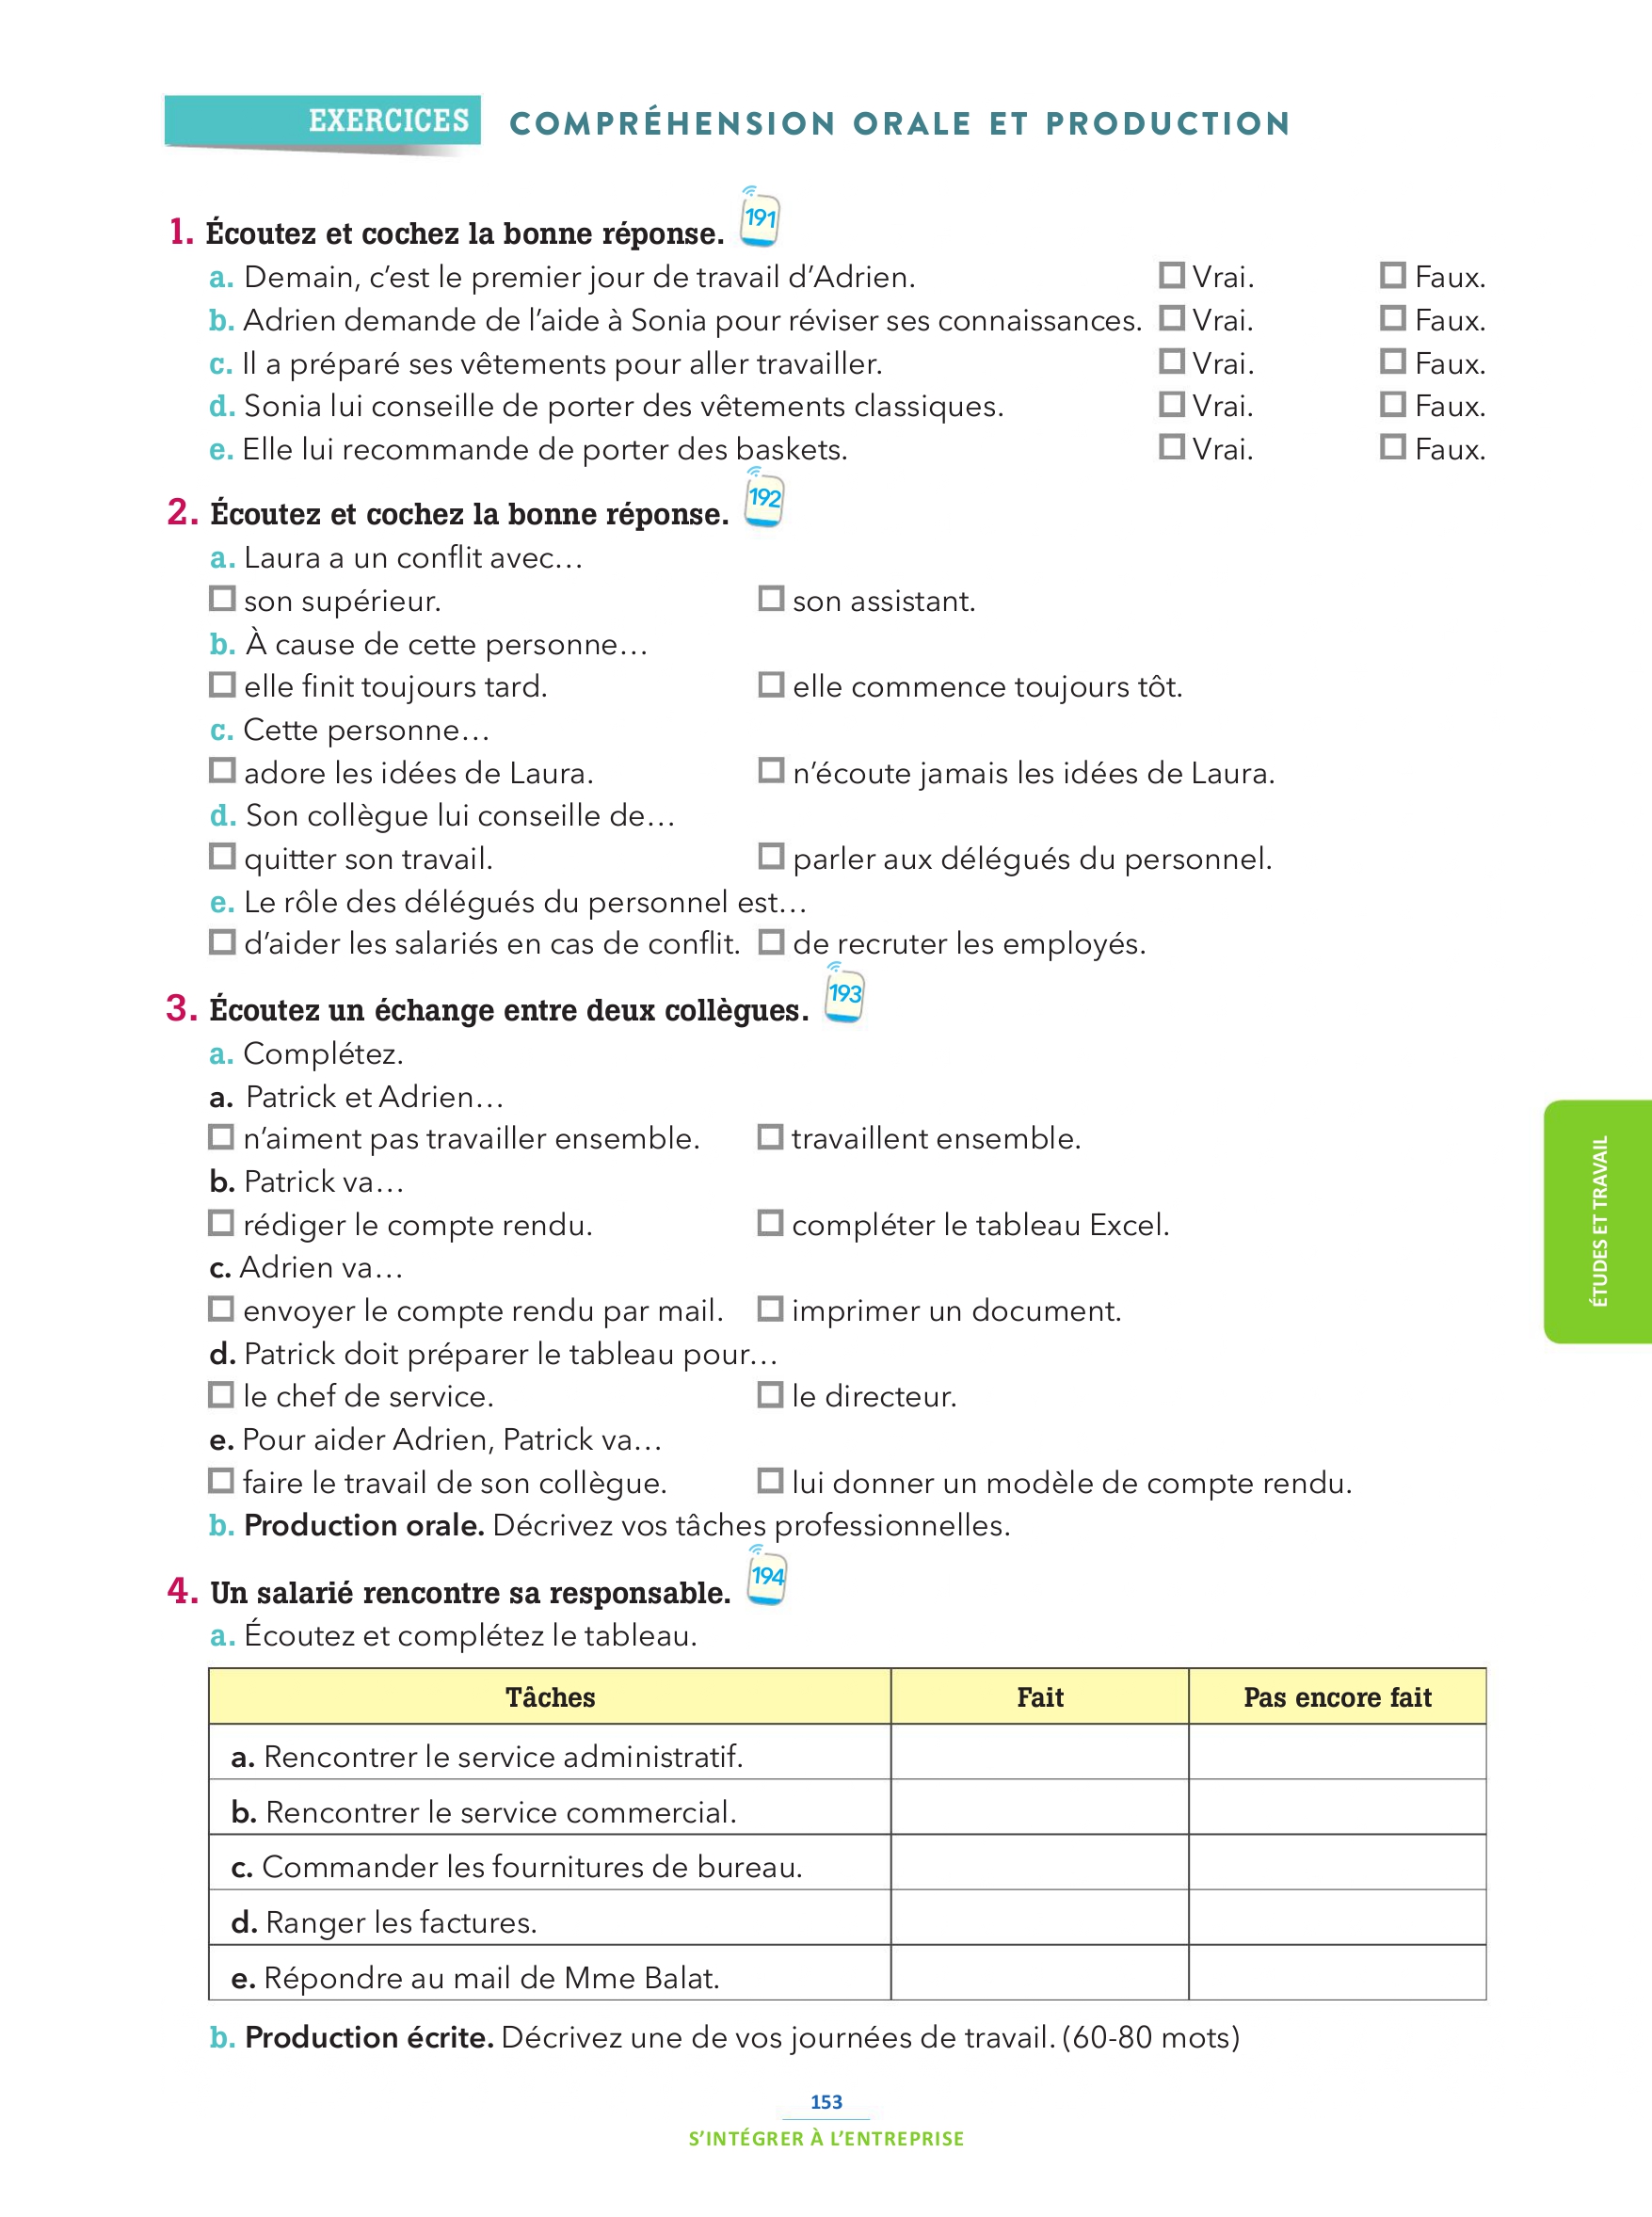 EXERCICES COMPRÉHENSION ORALE ET PRODUCTION
1. Écoutez et cochez la bonne réponse. 191
a. Demain, c'est le premier jour de travail d'Adrien. Vrai. Faux.
b. Adrien demande de l'aide à Sonia pour réviser ses connaissances. Vrai. Faux.
c. Il a préparé ses vêtements pour aller travailler. Vrai. Faux.
d. Sonia lui conseille de porter des vêtements classiques. Vrai. Faux.
e. Elle lui recommande de porter des baskets. Vrai. Faux.
2. Écoutez et cochez la bonne réponse. 192
a. Laura a un conflit avec…
son supérieur. son assistant.
b. À cause de cette personne…
elle finit toujours tard. elle commence toujours tôt.
c. Cette personne…
adore les idées de Laura. n'écoute jamais les idées de Laura.
d. Son collègue lui conseille de…
quitter son travail. parler aux délégués du personnel.
e. Le rôle des délégués du personnel est…
d'aider les salariés en cas de conflit. de recruter les employés.
3. Écoutez un échange entre deux collègues. 193
a. Complétez.
a. Patrick et Adrien…
n'aiment pas travailler ensemble. travaillent ensemble.
b. Patrick va…
rédiger le compte rendu. compléter le tableau Excel.
c. Adrien va…
envoyer le compte rendu par mail. imprimer un document.
d. Patrick doit préparer le tableau pour…
le chef de service. le directeur.
e. Pour aider Adrien, Patrick va…
faire le travail de son collègue. lui donner un modèle de compte rendu.
b. Production orale. Décrivez vos tâches professionnelles.
4. Un salarié rencontre sa responsable. 194
a. Écoutez et complétez le tableau.
Tâches Fait Pas encore fait
a. Rencontrer le service administratif.
b. Rencontrer le service commercial.
c. Commander les fournitures de bureau.
d. Ranger les factures.
e. Répondre au mail de Mme Balat.
b. Production écrite. Décrivez une de vos journées de travail. (60-80 mots)
153
S'INTÉGRER À L'ENTREPRISE
ÉTUDES ET TRAVAIL